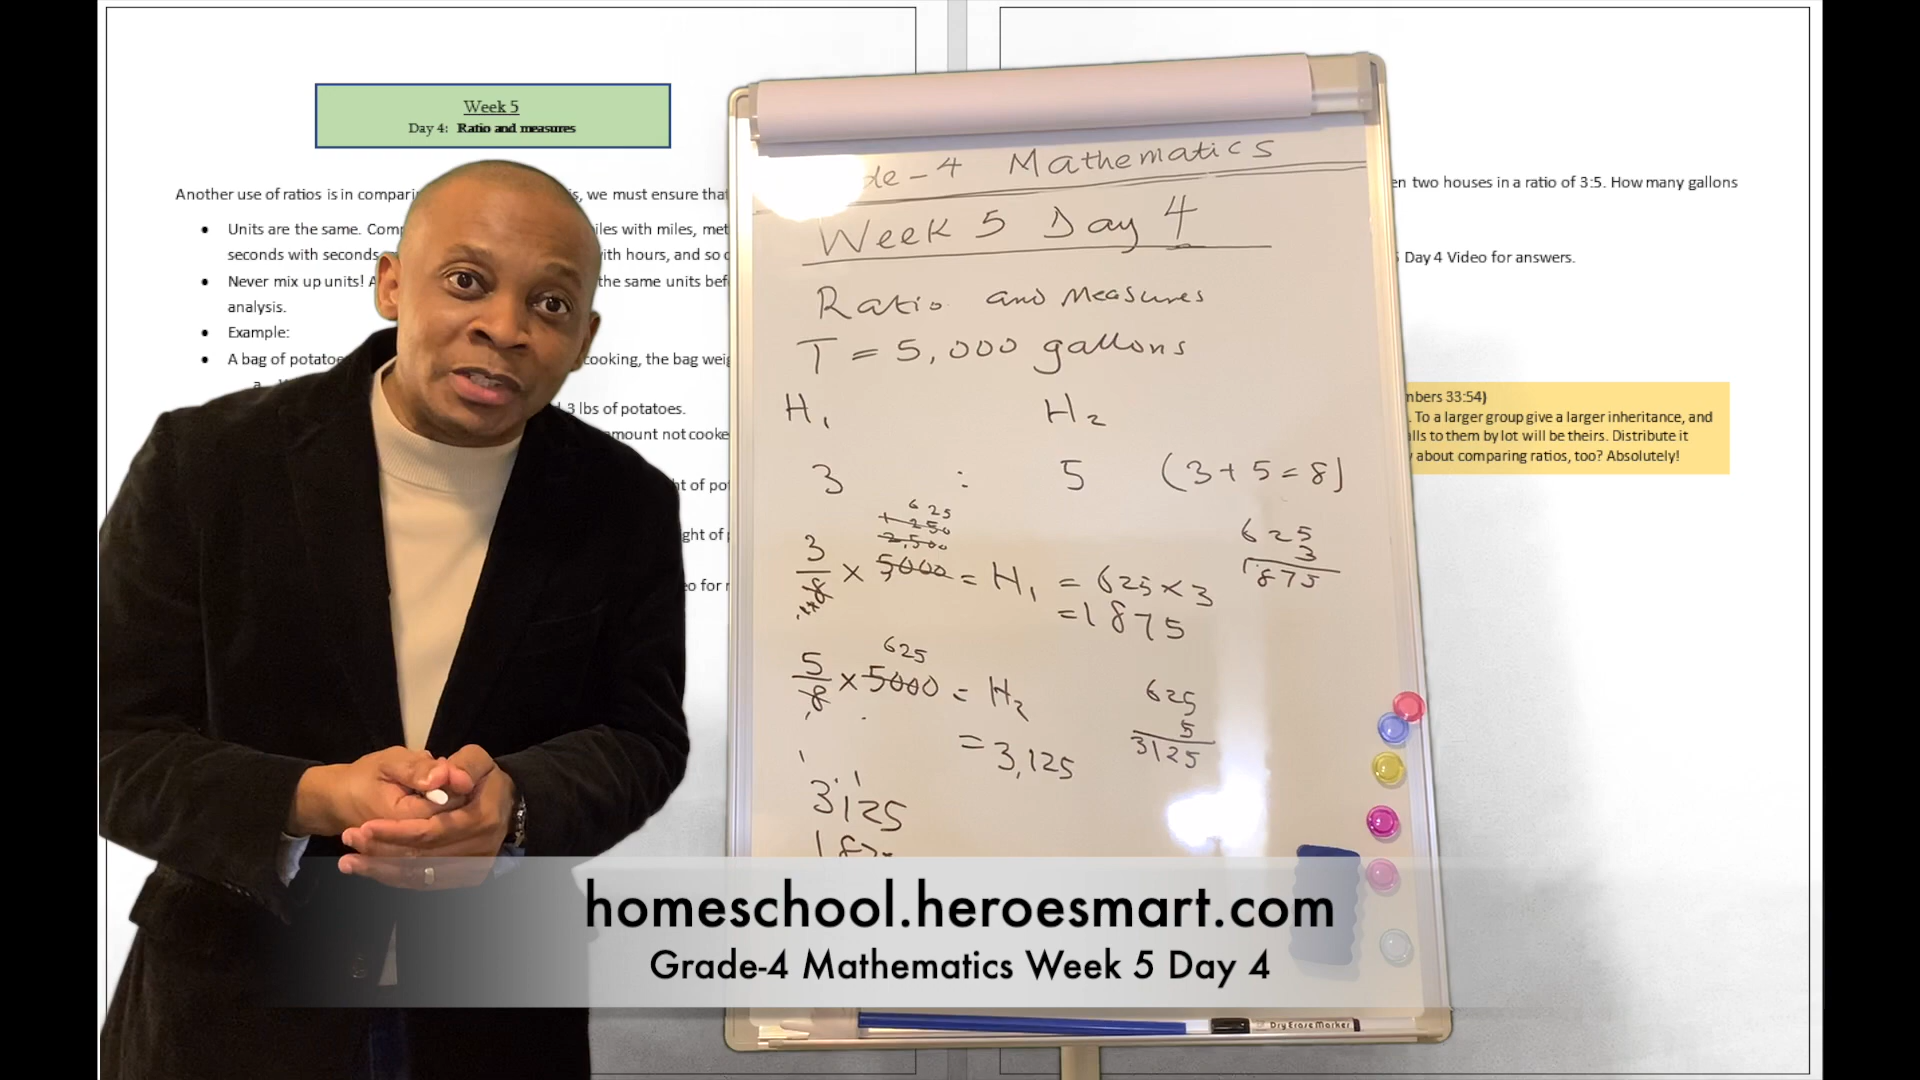 Week 5
Day 4: Ratio and measures
Another use of ratios is in compari s, we must ensure that
Units are the same. Comp iles with miles, met
seconds with seconds ith hours, and so o
Never mix up units! A the same units bef
analysis.
Example:
A bag of potatoe cooking, the bag weig
a.
3 lbs of potatoes.
mount not cooke
ht of pot
ght of p
eo for r
en two houses in a ratio of 3:5. How many gallons
Day 4 Video for answers.
mbers 33:54)
. To a larger group give a larger inheritance, and
lls to them by lot will be theirs. Distribute it
about comparing ratios, too? Absolutely!
de-4 Mathematics
Week 5 Day 4
Ratio and Measures
T = 5,000 gallons
H1 H2
3 : 5 (3+5=8)
625
+250
2,500
3/8 × 5000 = H1 = 625×3
=1875
625
3
1875
625
5/8 × 5000 = H2
= 3,125
625
5
3125
3125
187
homeschool.heroesmart.com
Grade-4 Mathematics Week 5 Day 4
Dry Erase Marker